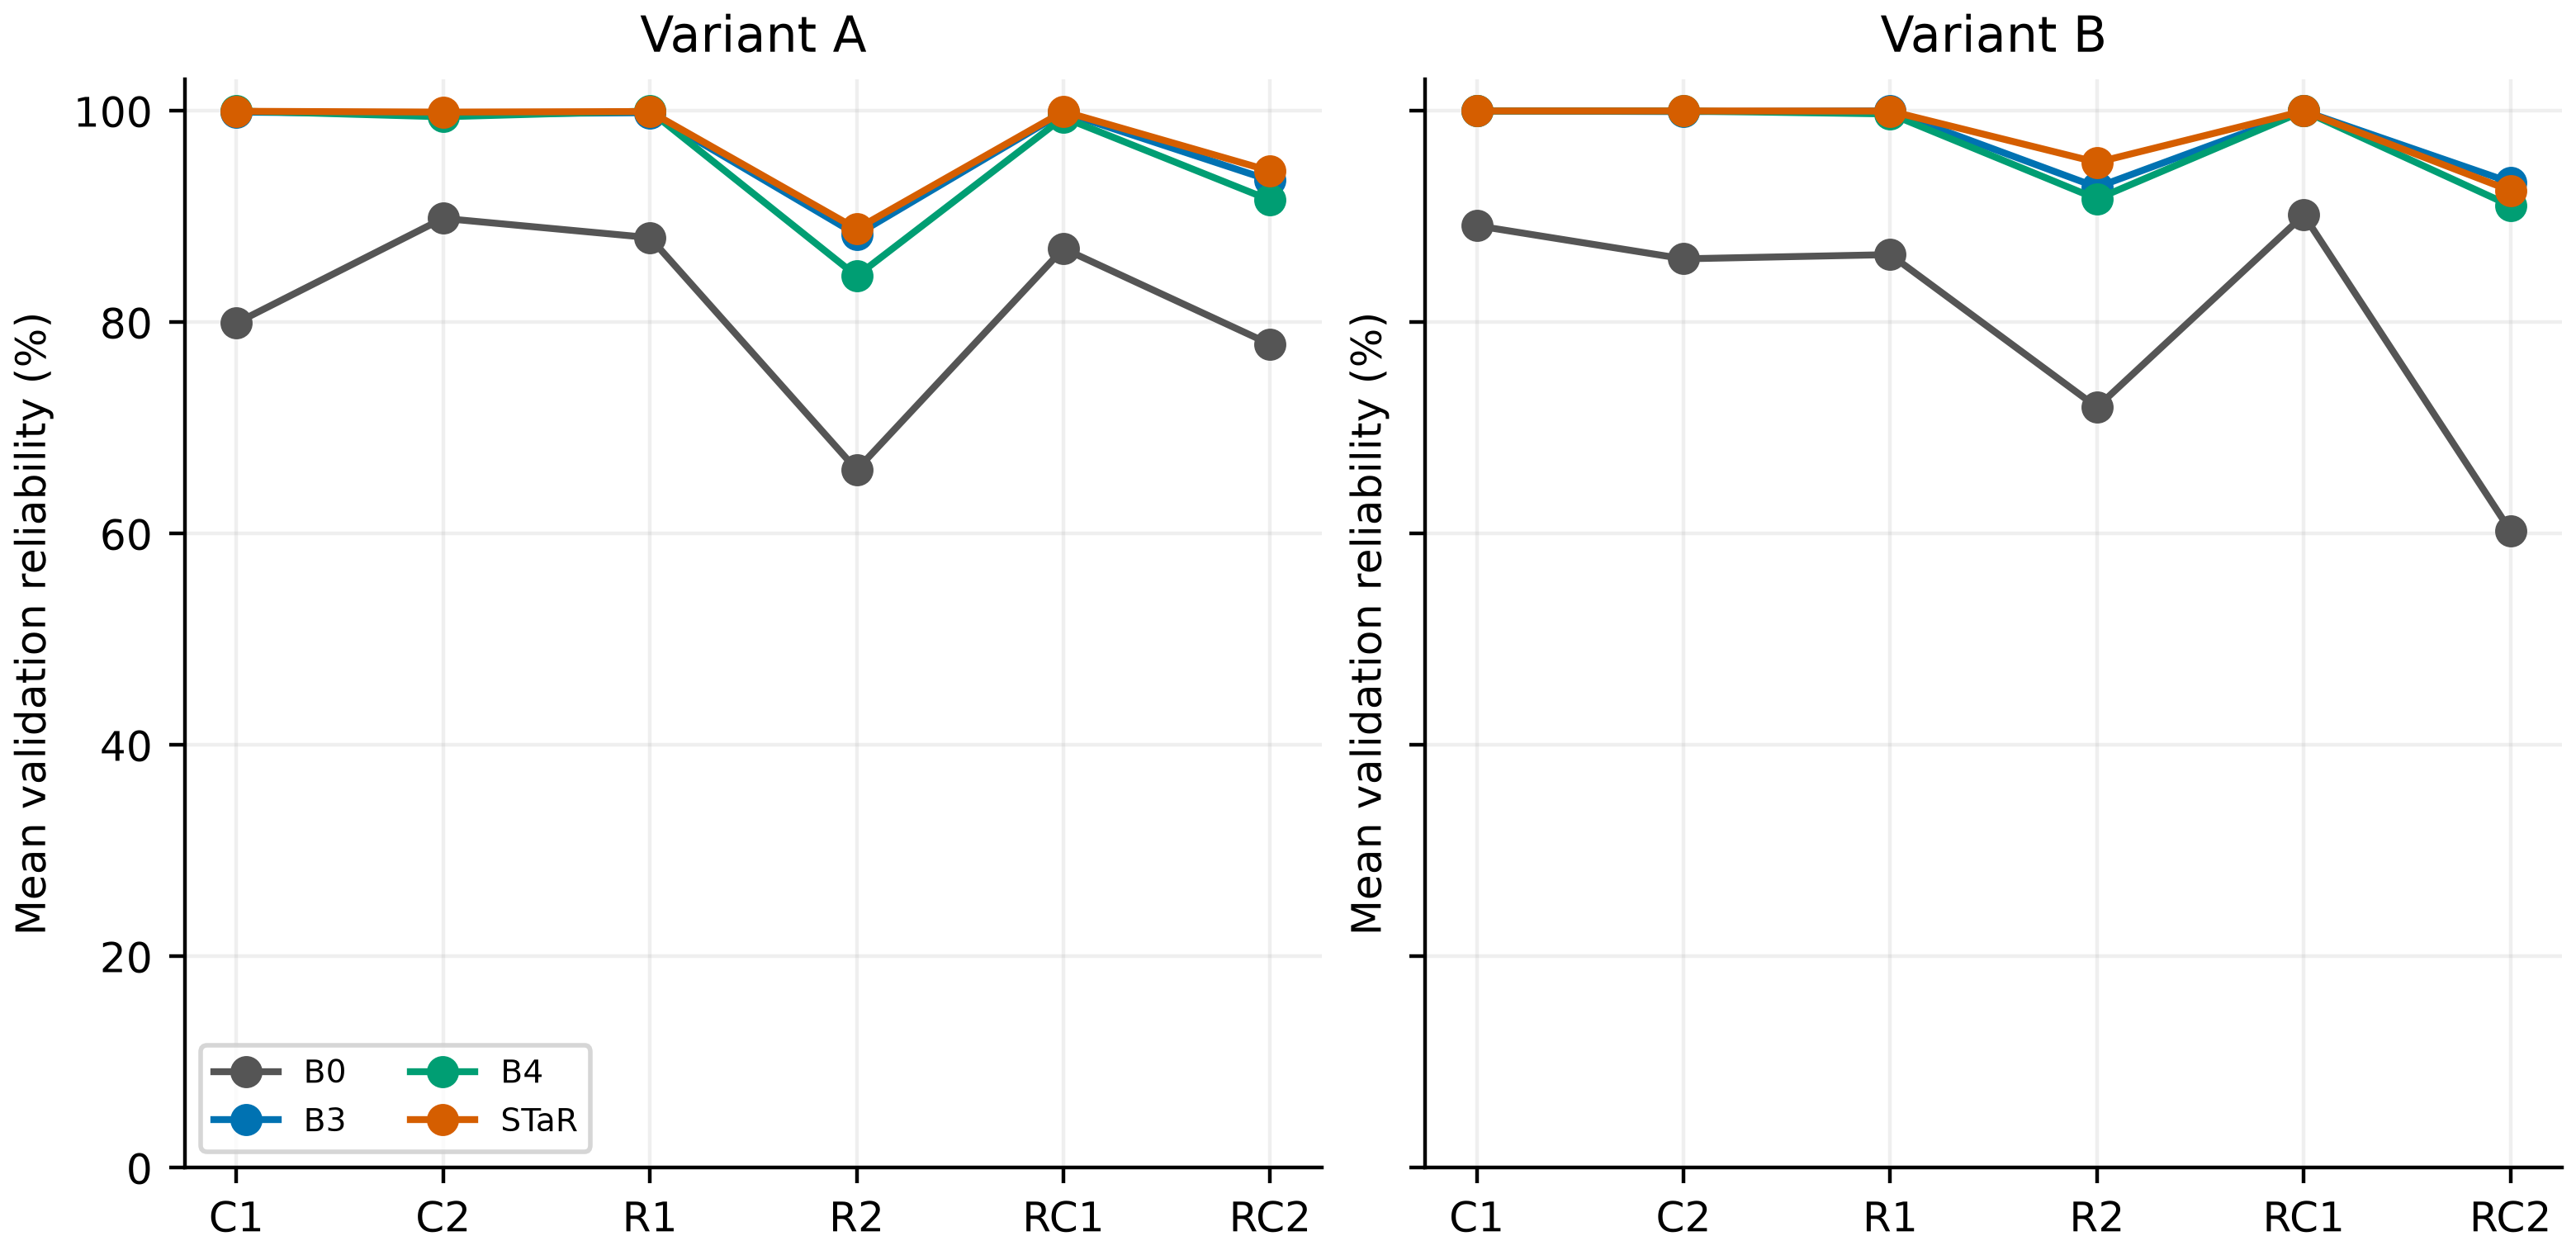 Variant A
Mean validation reliability (%)
100
80
60
40
20
0
C1 C2 R1 R2 RC1 RC2
B0 B4
B3 STaR
Variant B
Mean validation reliability (%)
C1 C2 R1 R2 RC1 RC2